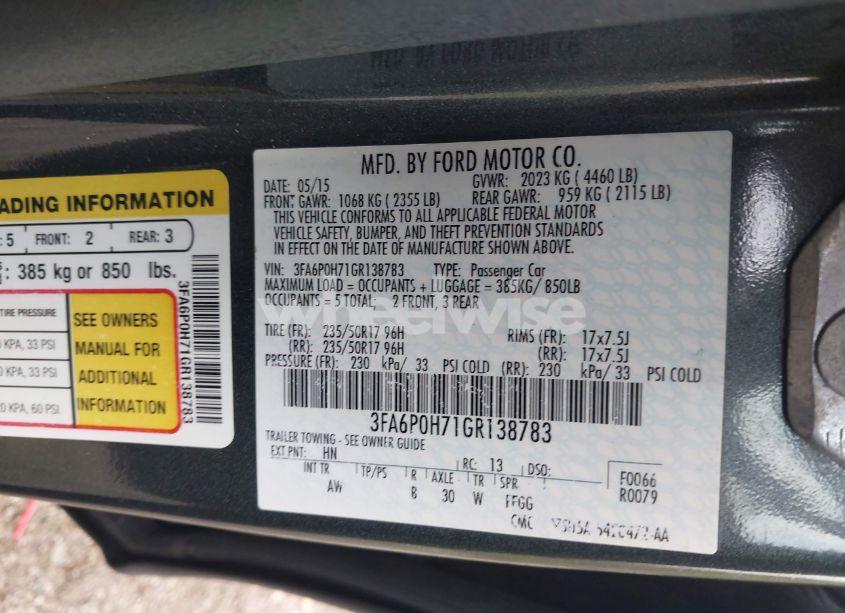 ADING INFORMATION
: 5 FRONT: 2 REAR: 3
: 385 kg or 850 lbs.
TIRE PRESSURE
KPA, 33 PSI
KPA, 33 PSI
20 KPA, 60 PSI
SEE OWNERS
MANUAL FOR
ADDITIONAL
INFORMATION
3FA6P0H71GR138783
MFD. BY FORD MOTOR CO.
DATE: 05/15 GVWR: 2023 KG ( 4460 LB)
FRONT GAWR: 1068 KG ( 2355 LB) REAR GAWR: 959 KG ( 2115 LB)
THIS VEHICLE CONFORMS TO ALL APPLICABLE FEDERAL MOTOR
VEHICLE SAFETY, BUMPER, AND THEFT PREVENTION STANDARDS
IN EFFECT ON THE DATE OF MANUFACTURE SHOWN ABOVE.
VIN: 3FA6P0H71GR138783 TYPE: Passenger Car
MAXIMUM LOAD = OCCUPANTS + LUGGAGE = 385KG/ 850LB
OCCUPANTS = 5 TOTAL: 2 FRONT, 3 REAR
wheelwise
TIRE (FR): 235/50R17 96H RIMS (FR): 17x7.5J
(RR): 235/50R17 96H (RR): 17x7.5J
PRESSURE (FR): 230 kPa/ 33 PSI COLD (RR): 230 kPa/ 33 PSI COLD
3FA6P0H71GR138783
TRAILER TOWING - SEE OWNER GUIDE
EXT PNT: HN RC: 13 DSO:
INT TR TP/PS R AXLE TR SPR
AW B 30 W FFGG
F0066
R0079
CMC